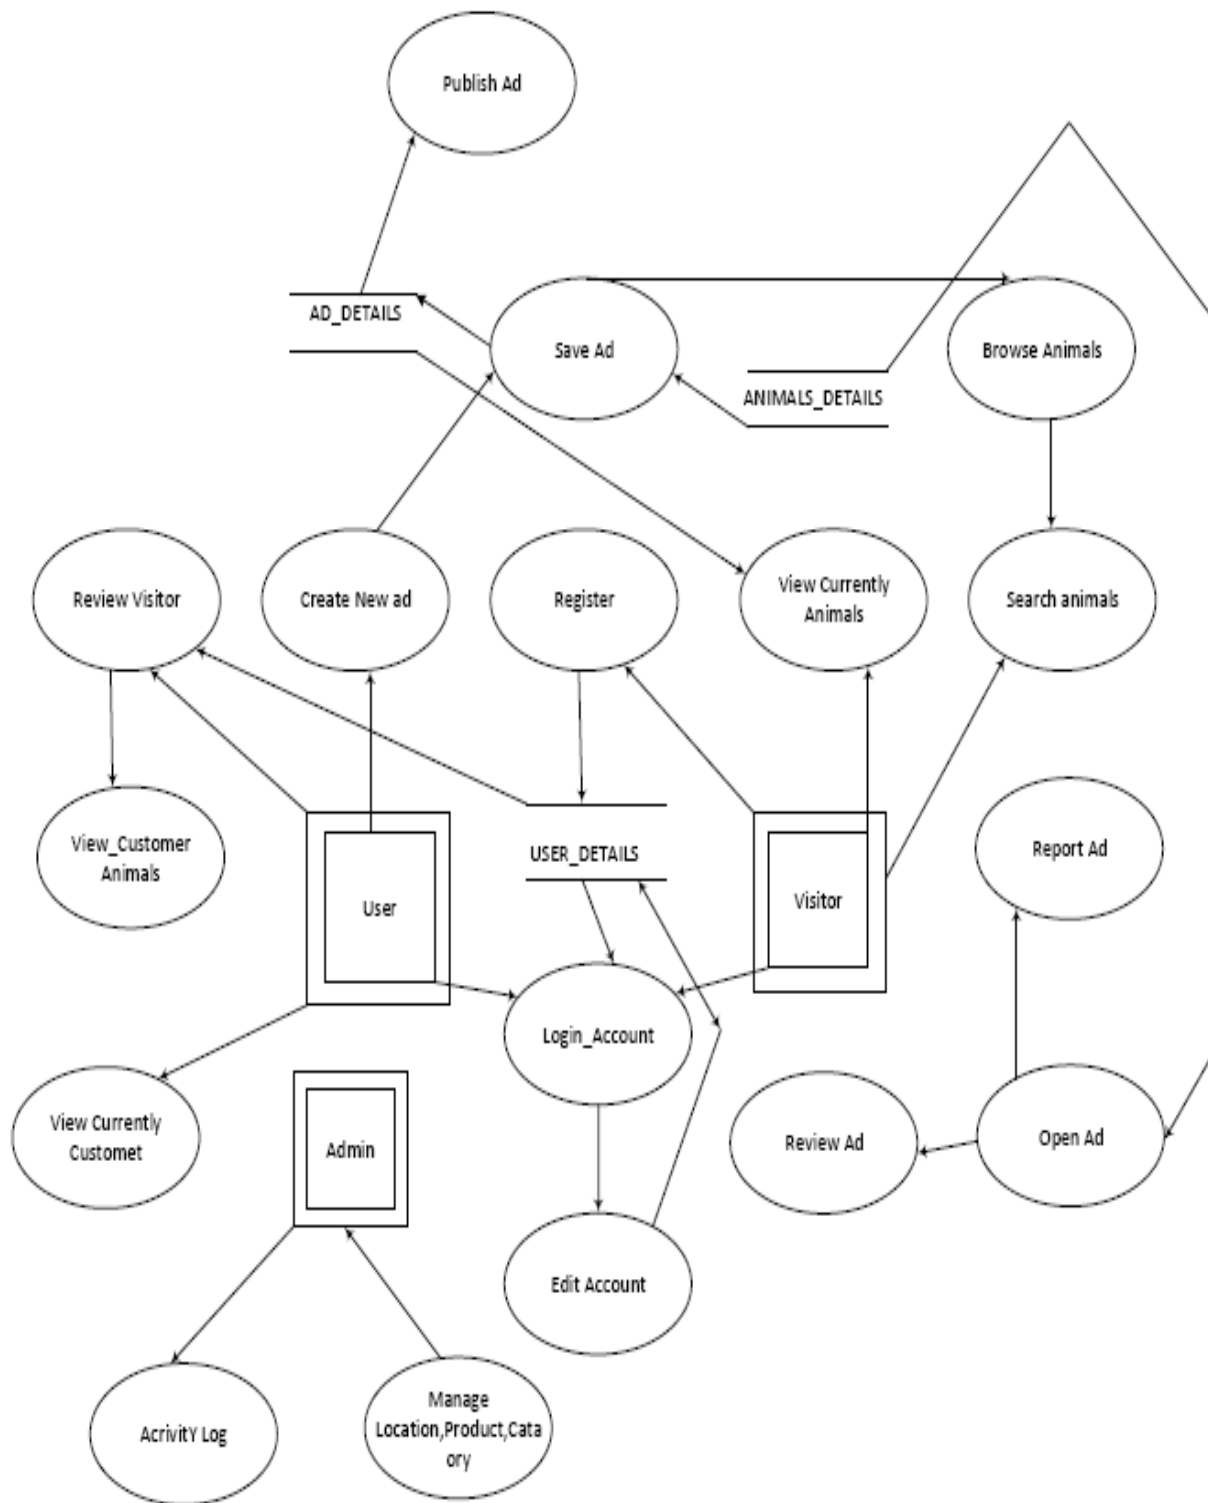 Publish Ad
AD_DETAILS
Save Ad
Browse Animals
ANIMALS_DETAILS
Review Visitor
Create New ad
Register
View Currently
Animals
Search animals
View_Customer
Animals
User
USER_DETAILS
Visitor
Report Ad
Login_Account
View Currently
Customet
Admin
Review Ad
Open Ad
Edit Account
AcrivitY Log
Manage
Location,Product,Cata
ory